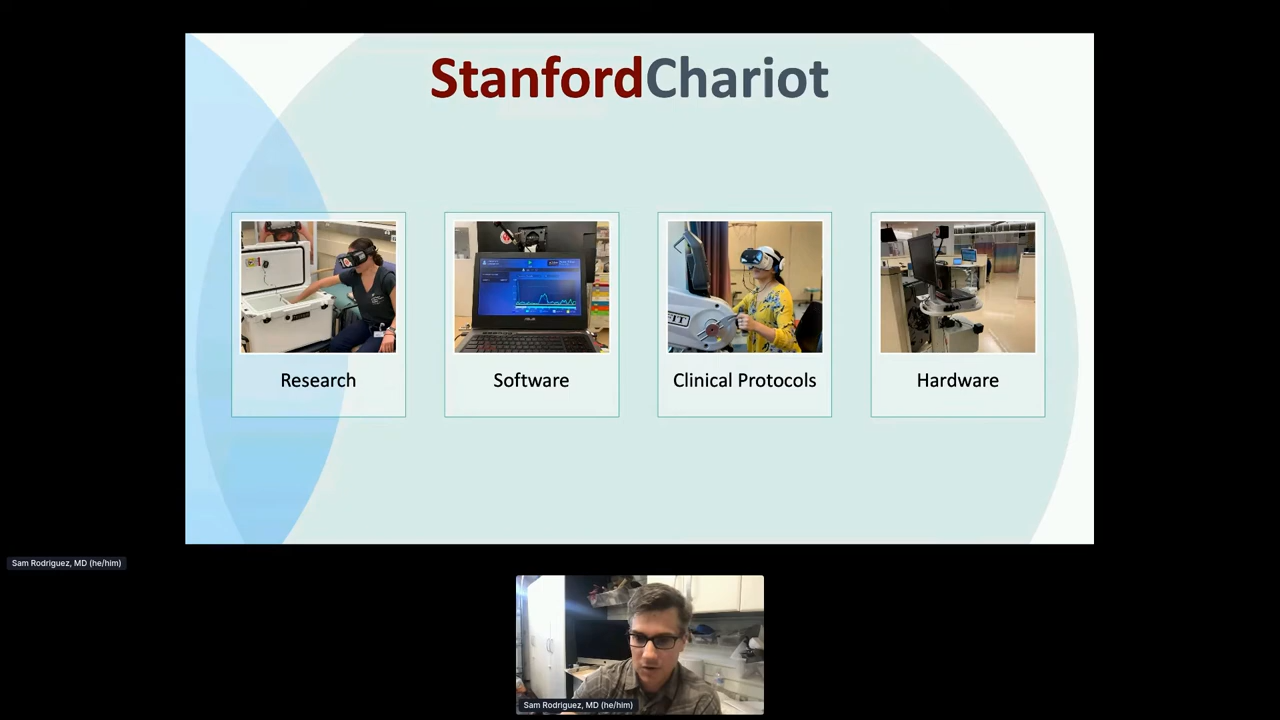 StanfordChariot
Research
Software
Clinical Protocols
Hardware
Sam Rodriguez, MD (he/him)
Sam Rodriguez, MD (he/him)